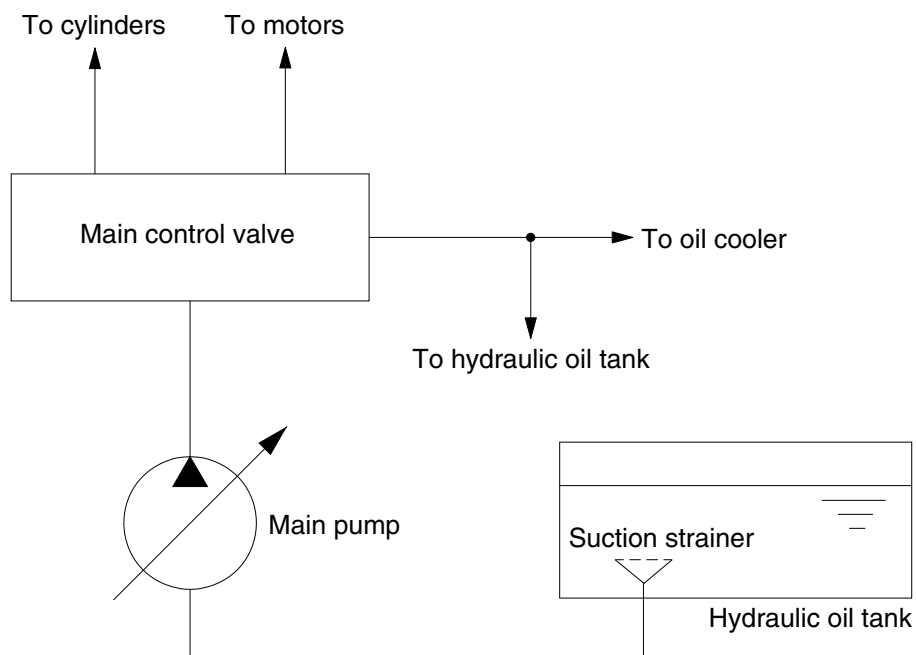 To cylinders
To motors
Main control valve
To oil cooler
To hydraulic oil tank
Main pump
Suction strainer
Hydraulic oil tank